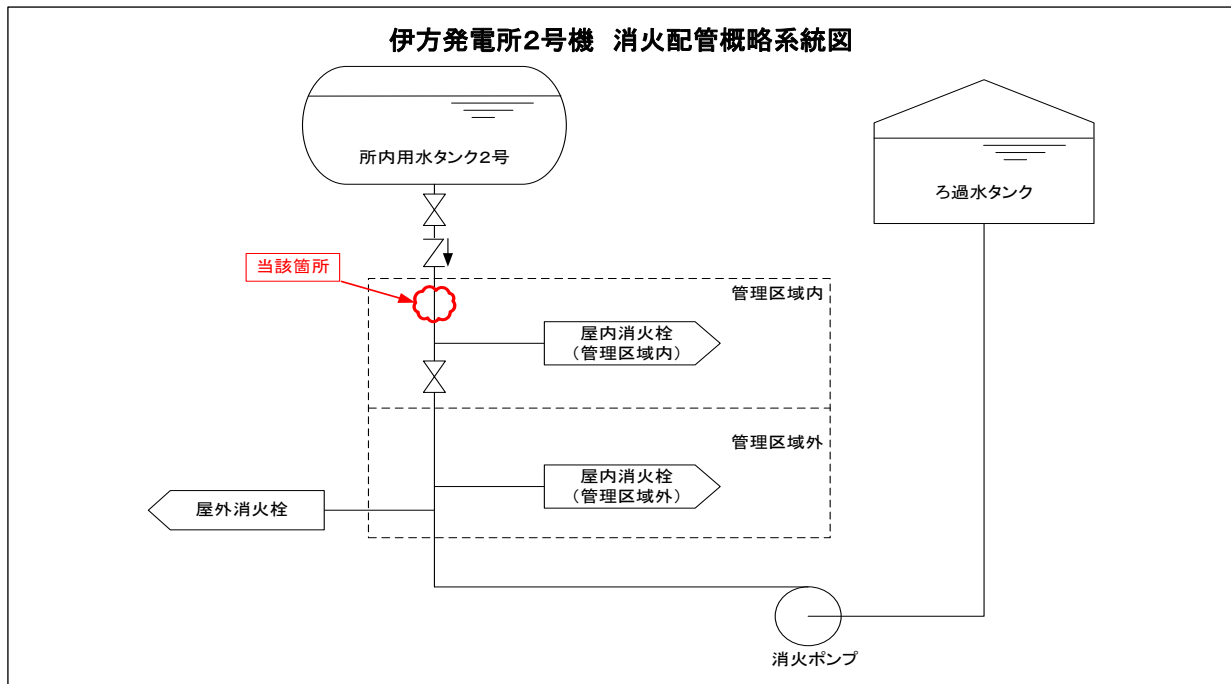 伊方発電所2号機　消火配管概略系統図
所内用水タンク2号
ろ過水タンク
当該箇所
管理区域内
屋内消火栓
（管理区域内）
管理区域外
屋内消火栓
（管理区域外）
屋外消火栓
消火ポンプ